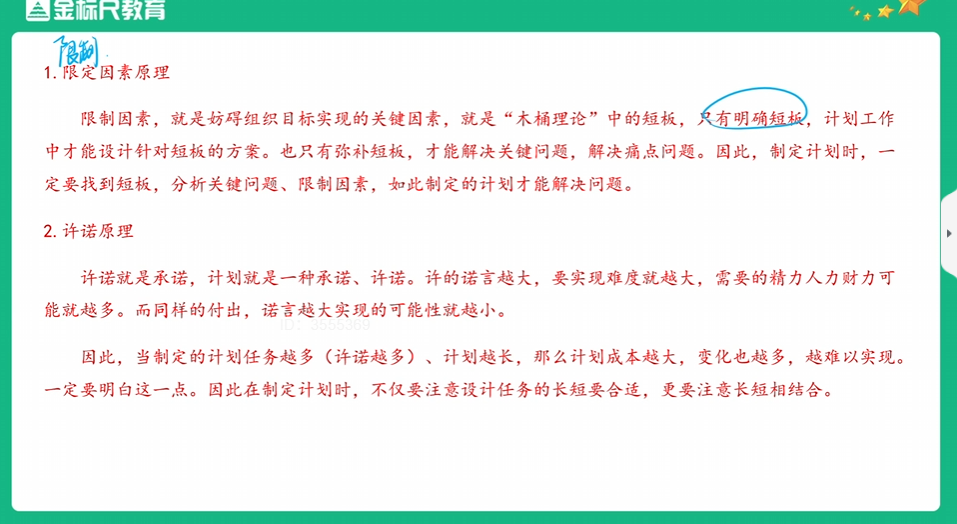 金标尺教育
限制
1.限定因素原理
限制因素，就是妨碍组织目标实现的关键因素，就是“木桶理论”中的短板，只有明确短板，计划工作
中才能设计针对短板的方案。也只有弥补短板，才能解决关键问题，解决痛点问题。因此，制定计划时，一
定要找到短板，分析关键问题、限制因素，如此制定的计划才能解决问题。
2.许诺原理
许诺就是承诺，计划就是一种承诺、许诺。许的诺言越大，要实现难度就越大，需要的精力人力财力可
能就越多。而同样的付出，诺言越大实现的可能性就越小。
ID: 3555369
因此，当制定的计划任务越多（许诺越多）、计划越长，那么计划成本越大，变化也越多，越难以实现。
一定要明白这一点。因此在制定计划时，不仅要注意设计任务的长短要合适，更要注意长短相结合。